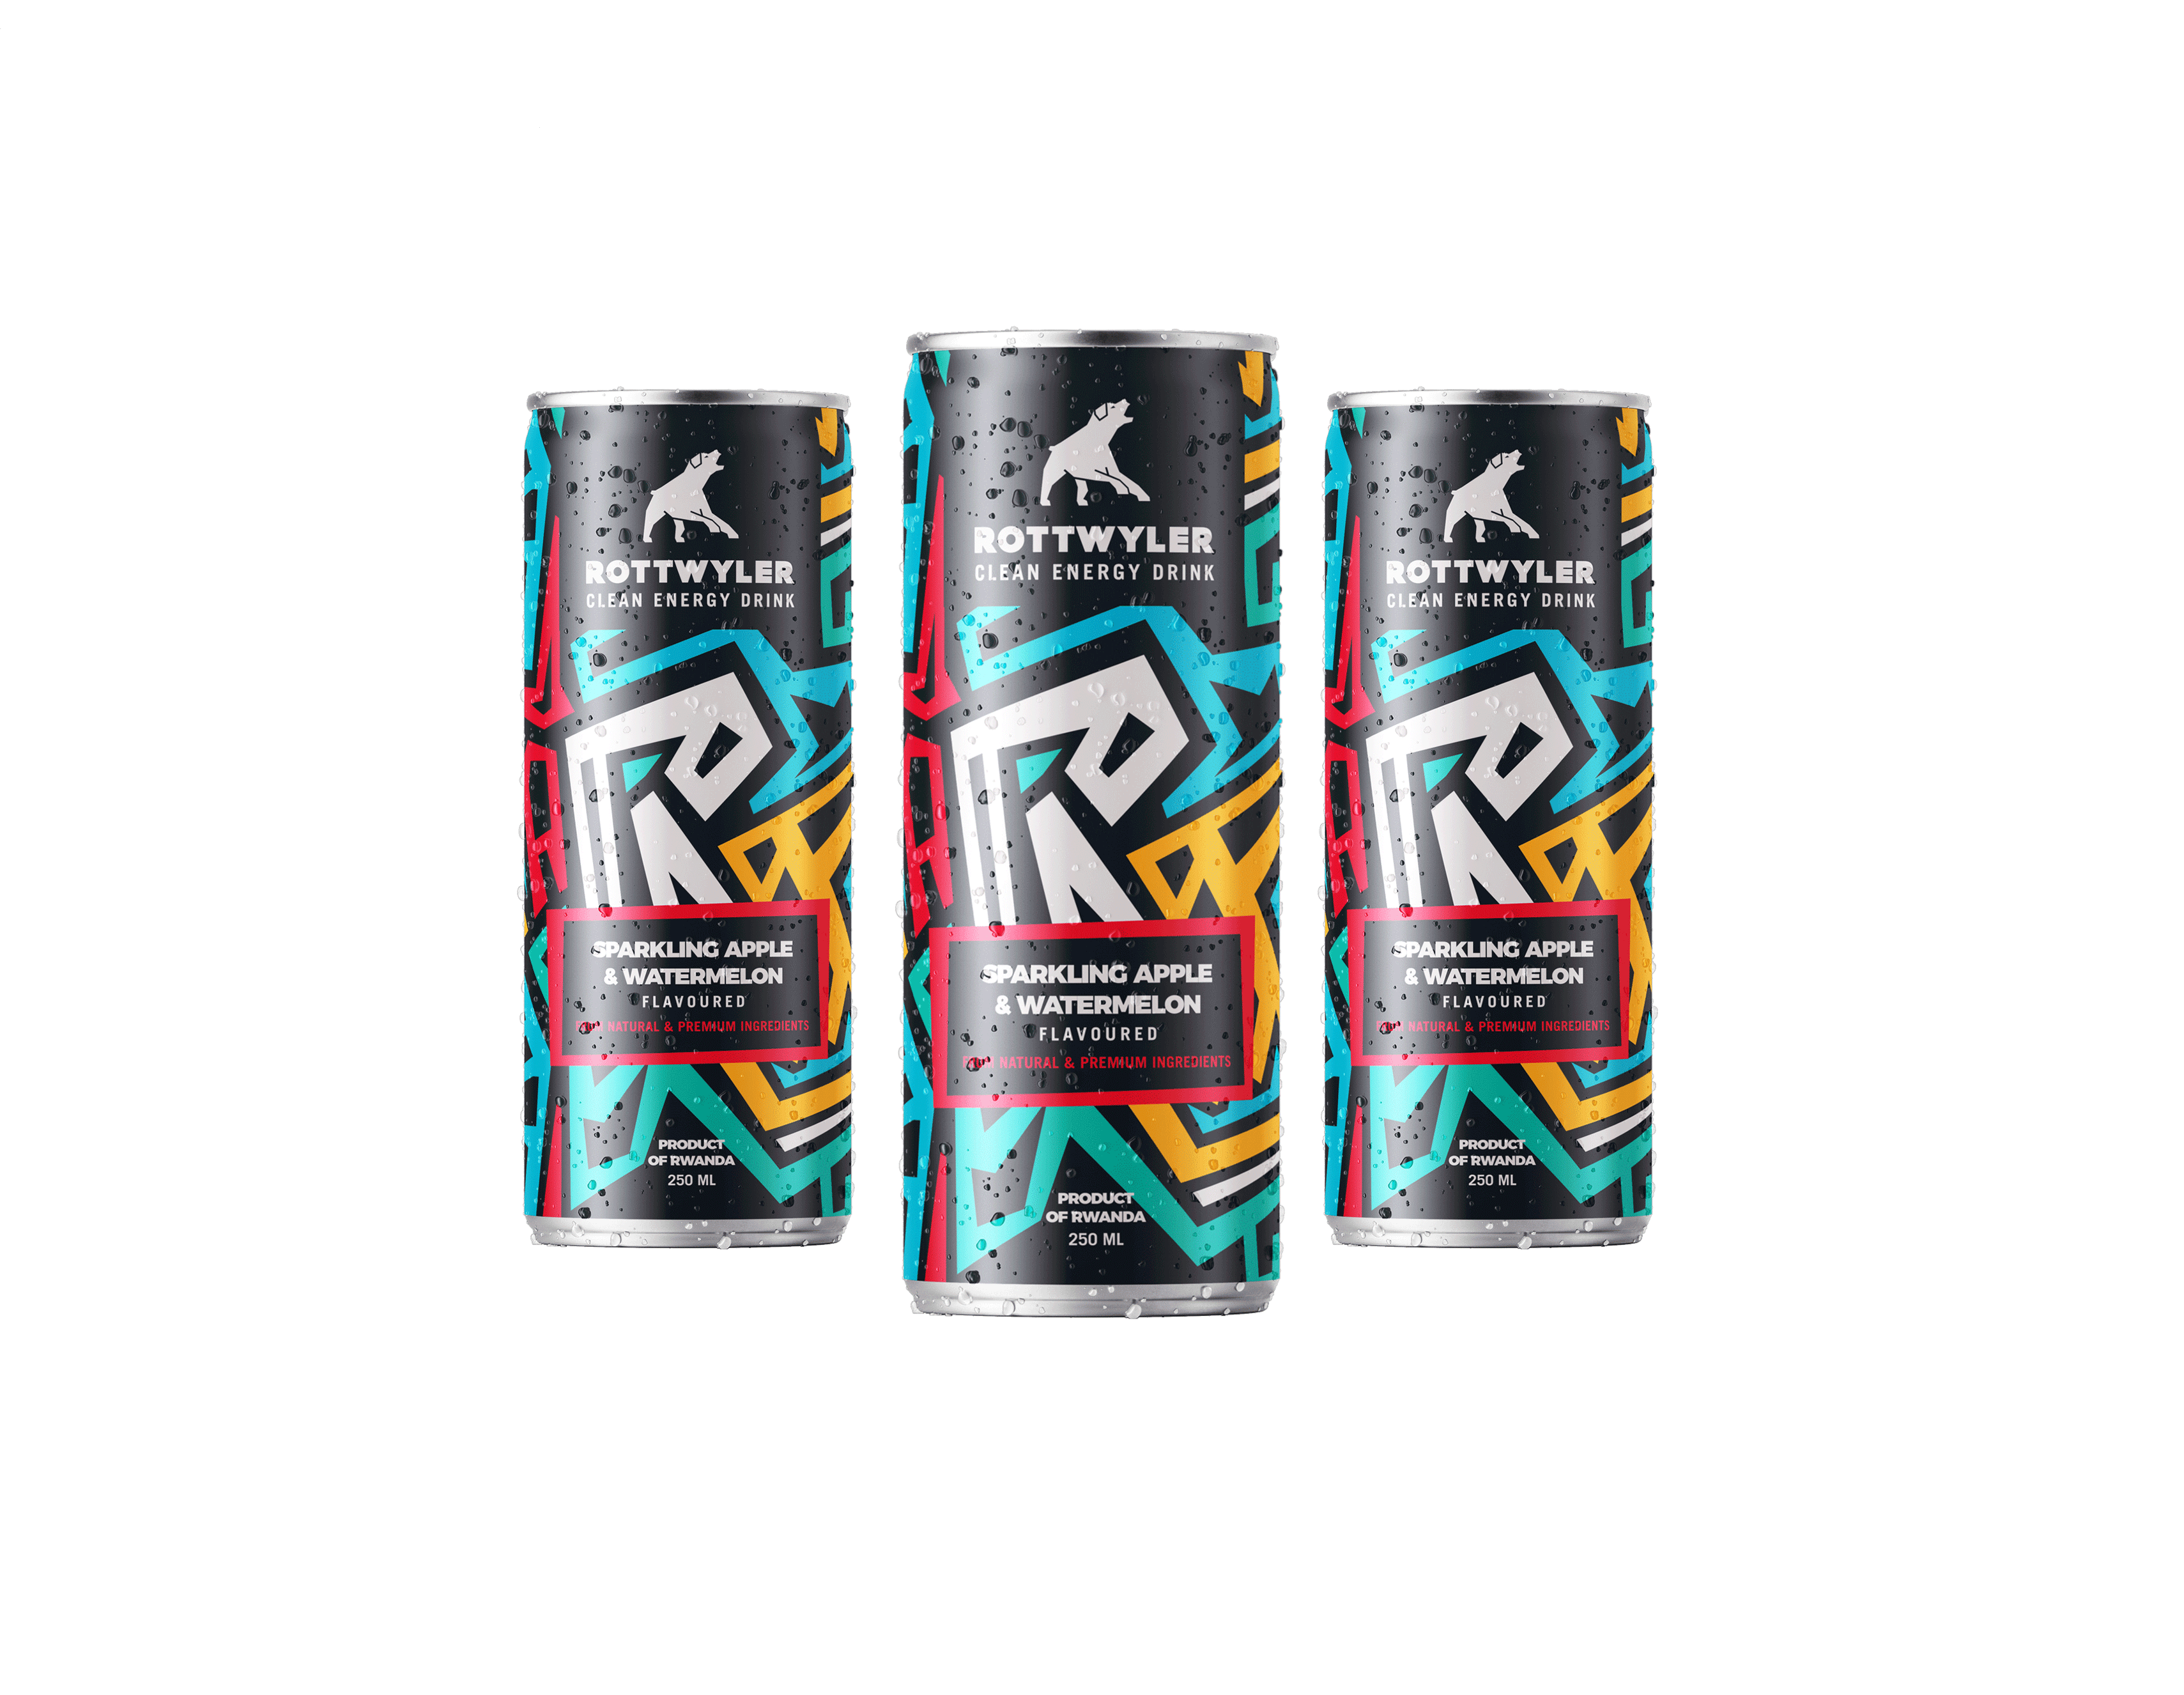 ROTTWYLER
CLEAN ENERGY DRINK
R
SPARKLING APPLE
& WATERMELON
FLAVOURED
NATURAL & PREMIUM INGREDIENTS
PRODUCT
OF RWANDA
250 ML
ROTTWYLER
CLEAN ENERGY DRINK
R
SPARKLING APPLE
& WATERMELON
FLAVOURED
NATURAL & PREMIUM INGREDIENTS
PRODUCT
OF RWANDA
250 ML
ROTTWYLER
CLEAN ENERGY DRINK
R
SPARKLING APPLE
& WATERMELON
FLAVOURED
NATURAL & PREMIUM INGREDIENTS
PRODUCT
OF RWANDA
250 ML